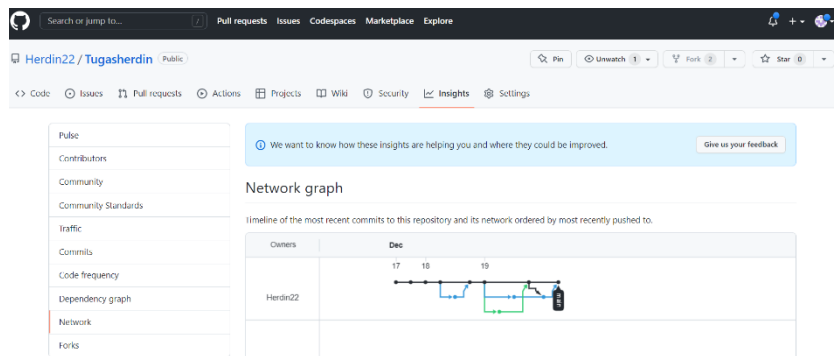 Search or jump to... /
Pull requests Issues Codespaces Marketplace Explore
Herdin22 / Tugasherdin Public
Pin Unwatch 1 Fork 2 Star 0
<> Code Issues Pull requests Actions Projects Wiki Security Insights Settings
Pulse
Contributors
Community
Community Standards
Traffic
Commits
Code frequency
Dependency graph
Network
Forks
We want to know how these insights are helping you and where they could be improved.
Give us your feedback
Network graph
Timeline of the most recent commits to this repository and its network ordered by most recently pushed to.
Owners Dec
17 18 19
Herdin22
main